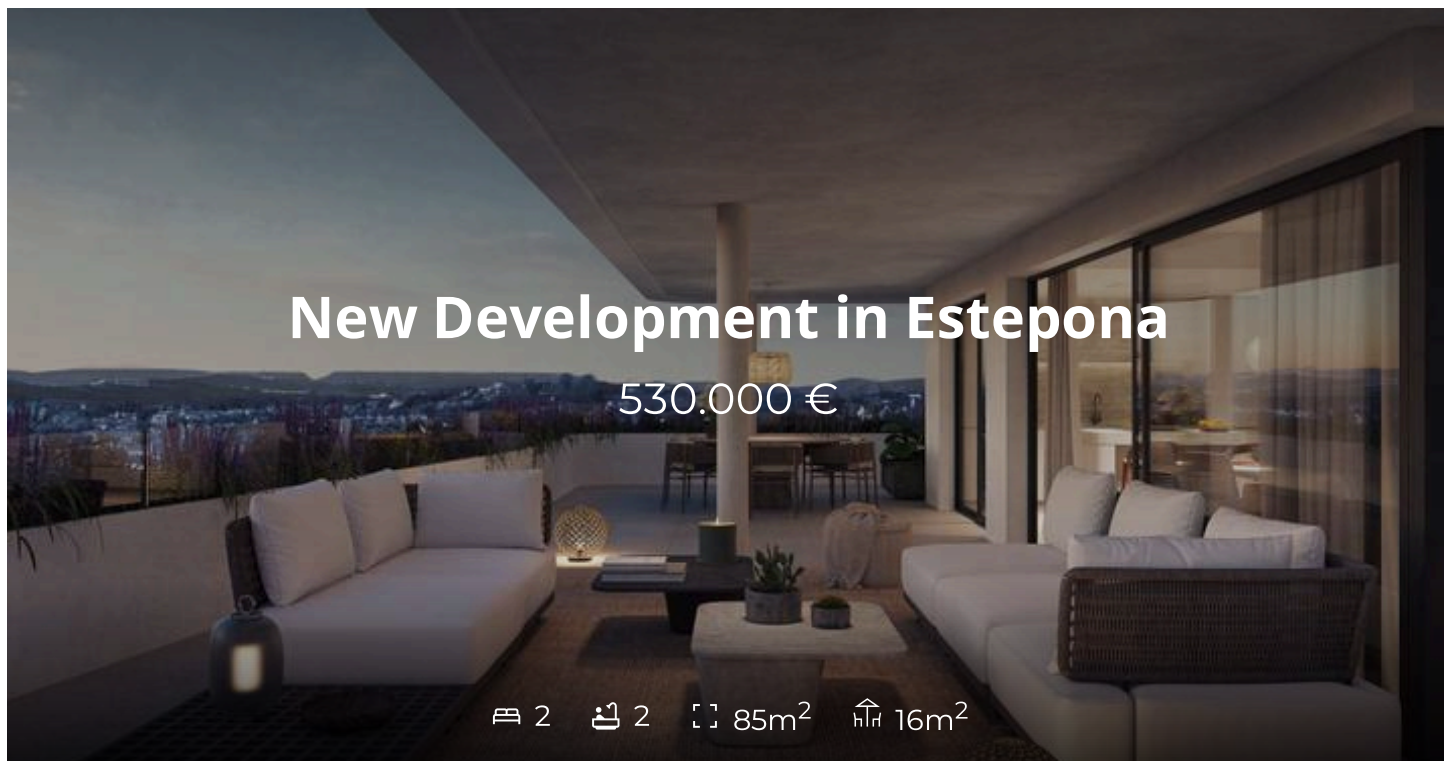 New Development in Estepona
530.000 €
2 2 85m² 16m²